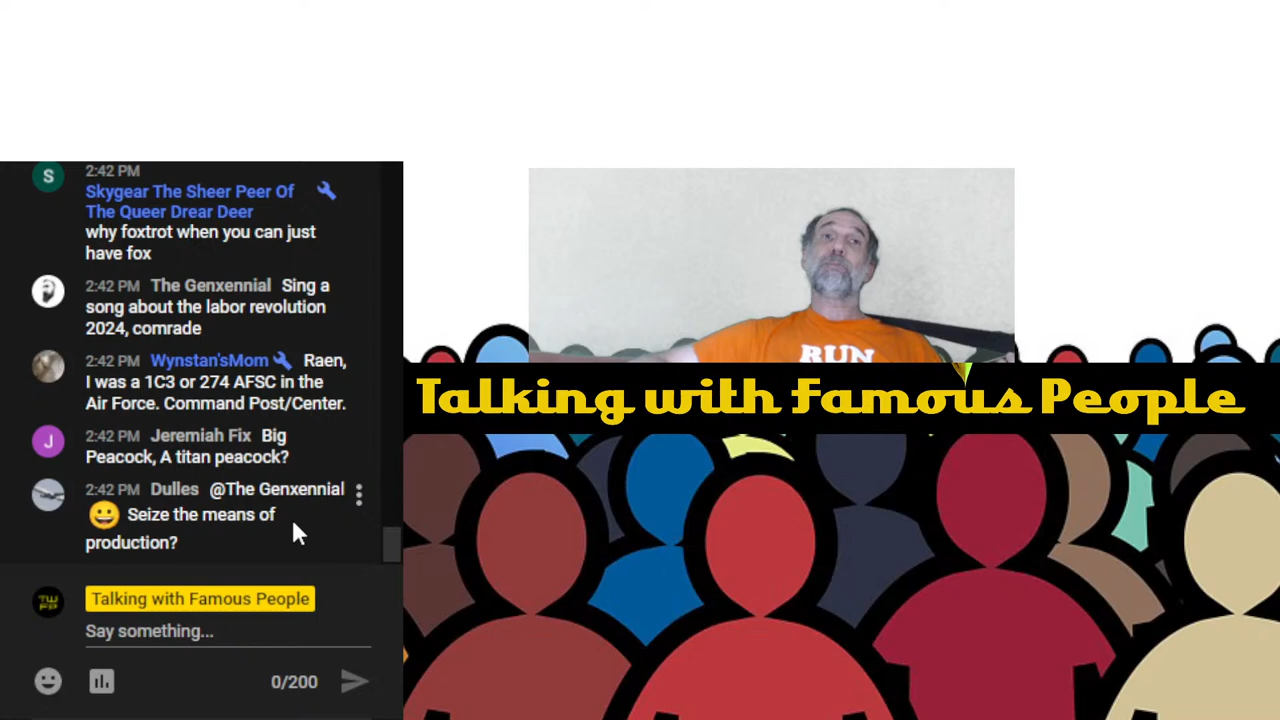 S
2:42 PM
Skygear The Sheer Peer Of
The Queer Drear Deer
why foxtrot when you can just
have fox
2:42 PM The Genxennial Sing a
song about the labor revolution
2024, comrade
2:42 PM Wynstan'sMom Raen,
I was a 1C3 or 274 AFSC in the
Air Force. Command Post/Center.
J
2:42 PM Jeremiah Fix Big
Peacock, A titan peacock?
2:42 PM Dulles @The Genxennial
😀 Seize the means of
production?
TW
FP
Talking with Famous People
Say something...
0/200
RUN
Talking with Famous People